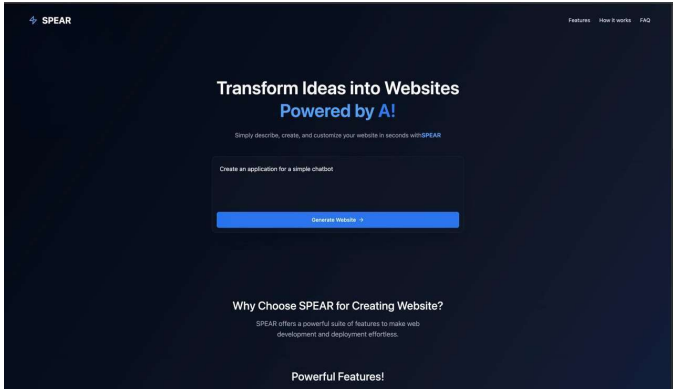 SPEAR
Features How it works FAQ
Transform Ideas into Websites
Powered by A!
Simply describe, create, and customize your website in seconds withSPEAR
Create an application for a simple chatbot
Generate Website →
Why Choose SPEAR for Creating Website?
SPEAR offers a powerful suite of features to make web
development and deployment effortless.
Powerful Features!